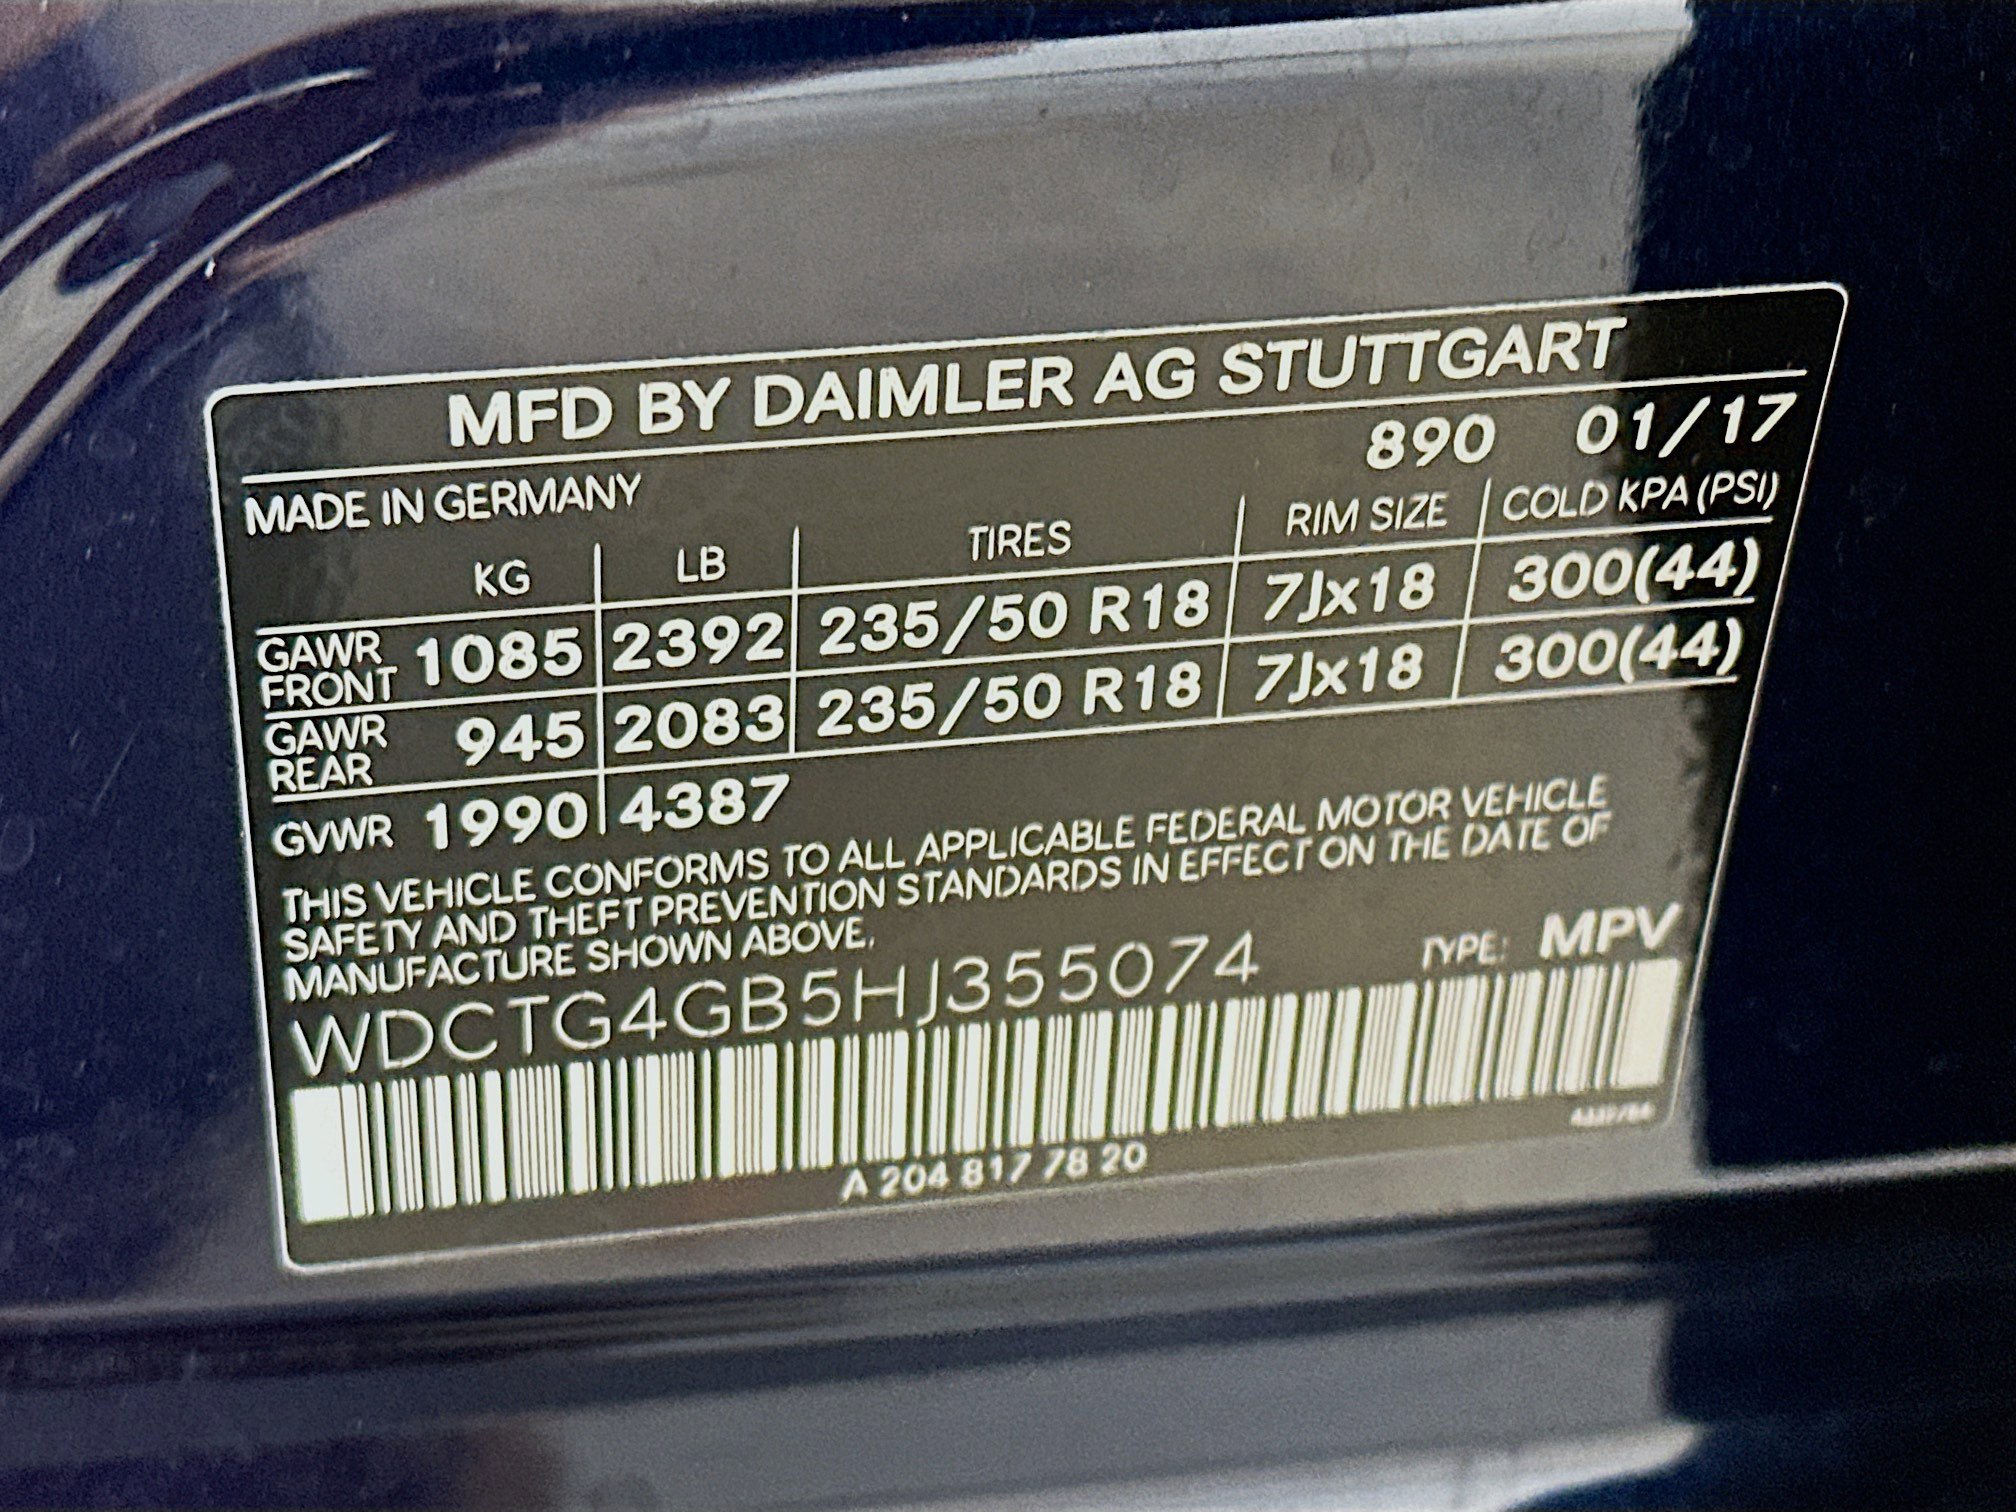 MFD BY DAIMLER AG STUTTGART
890 01/17
MADE IN GERMANY
KG LB TIRES RIM SIZE COLD KPA (PSI)
GAWR FRONT 1085 2392 235/50 R18 7Jx18 300(44)
GAWR REAR 945 2083 235/50 R18 7Jx18 300(44)
GVWR 1990 4387
THIS VEHICLE CONFORMS TO ALL APPLICABLE FEDERAL MOTOR VEHICLE
SAFETY AND THEFT PREVENTION STANDARDS IN EFFECT ON THE DATE OF
MANUFACTURE SHOWN ABOVE.
WDCTG4GB5HJ355074 TYPE: MPV
A 204 817 78 20